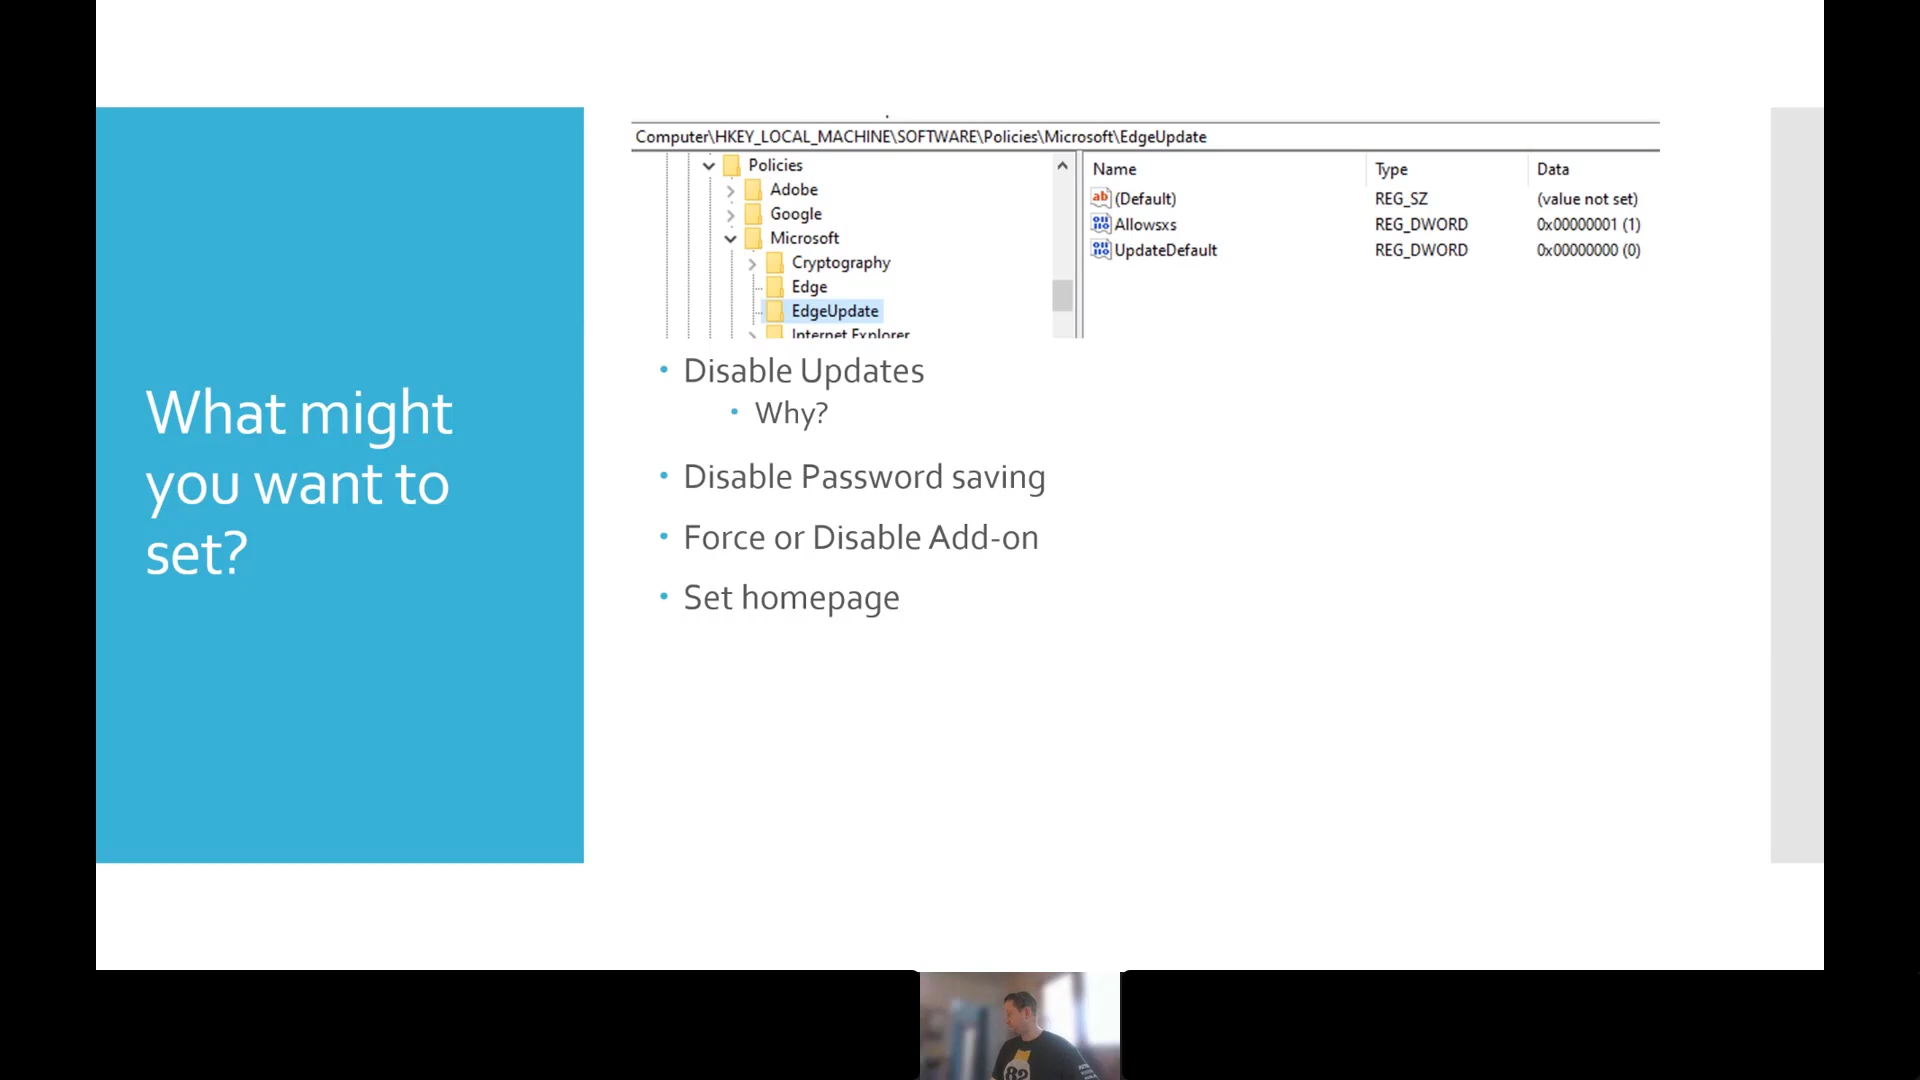 What might
you want to
set?
Computer\HKEY_LOCAL_MACHINE\SOFTWARE\Policies\Microsoft\EdgeUpdate
Policies
Adobe
Google
Microsoft
Cryptography
Edge
EdgeUpdate
Internet Explorer
Name Type Data
(Default) REG_SZ (value not set)
Allowsxs REG_DWORD 0x00000001 (1)
UpdateDefault REG_DWORD 0x00000000 (0)
• Disable Updates
• Why?
• Disable Password saving
• Force or Disable Add-on
• Set homepage
82